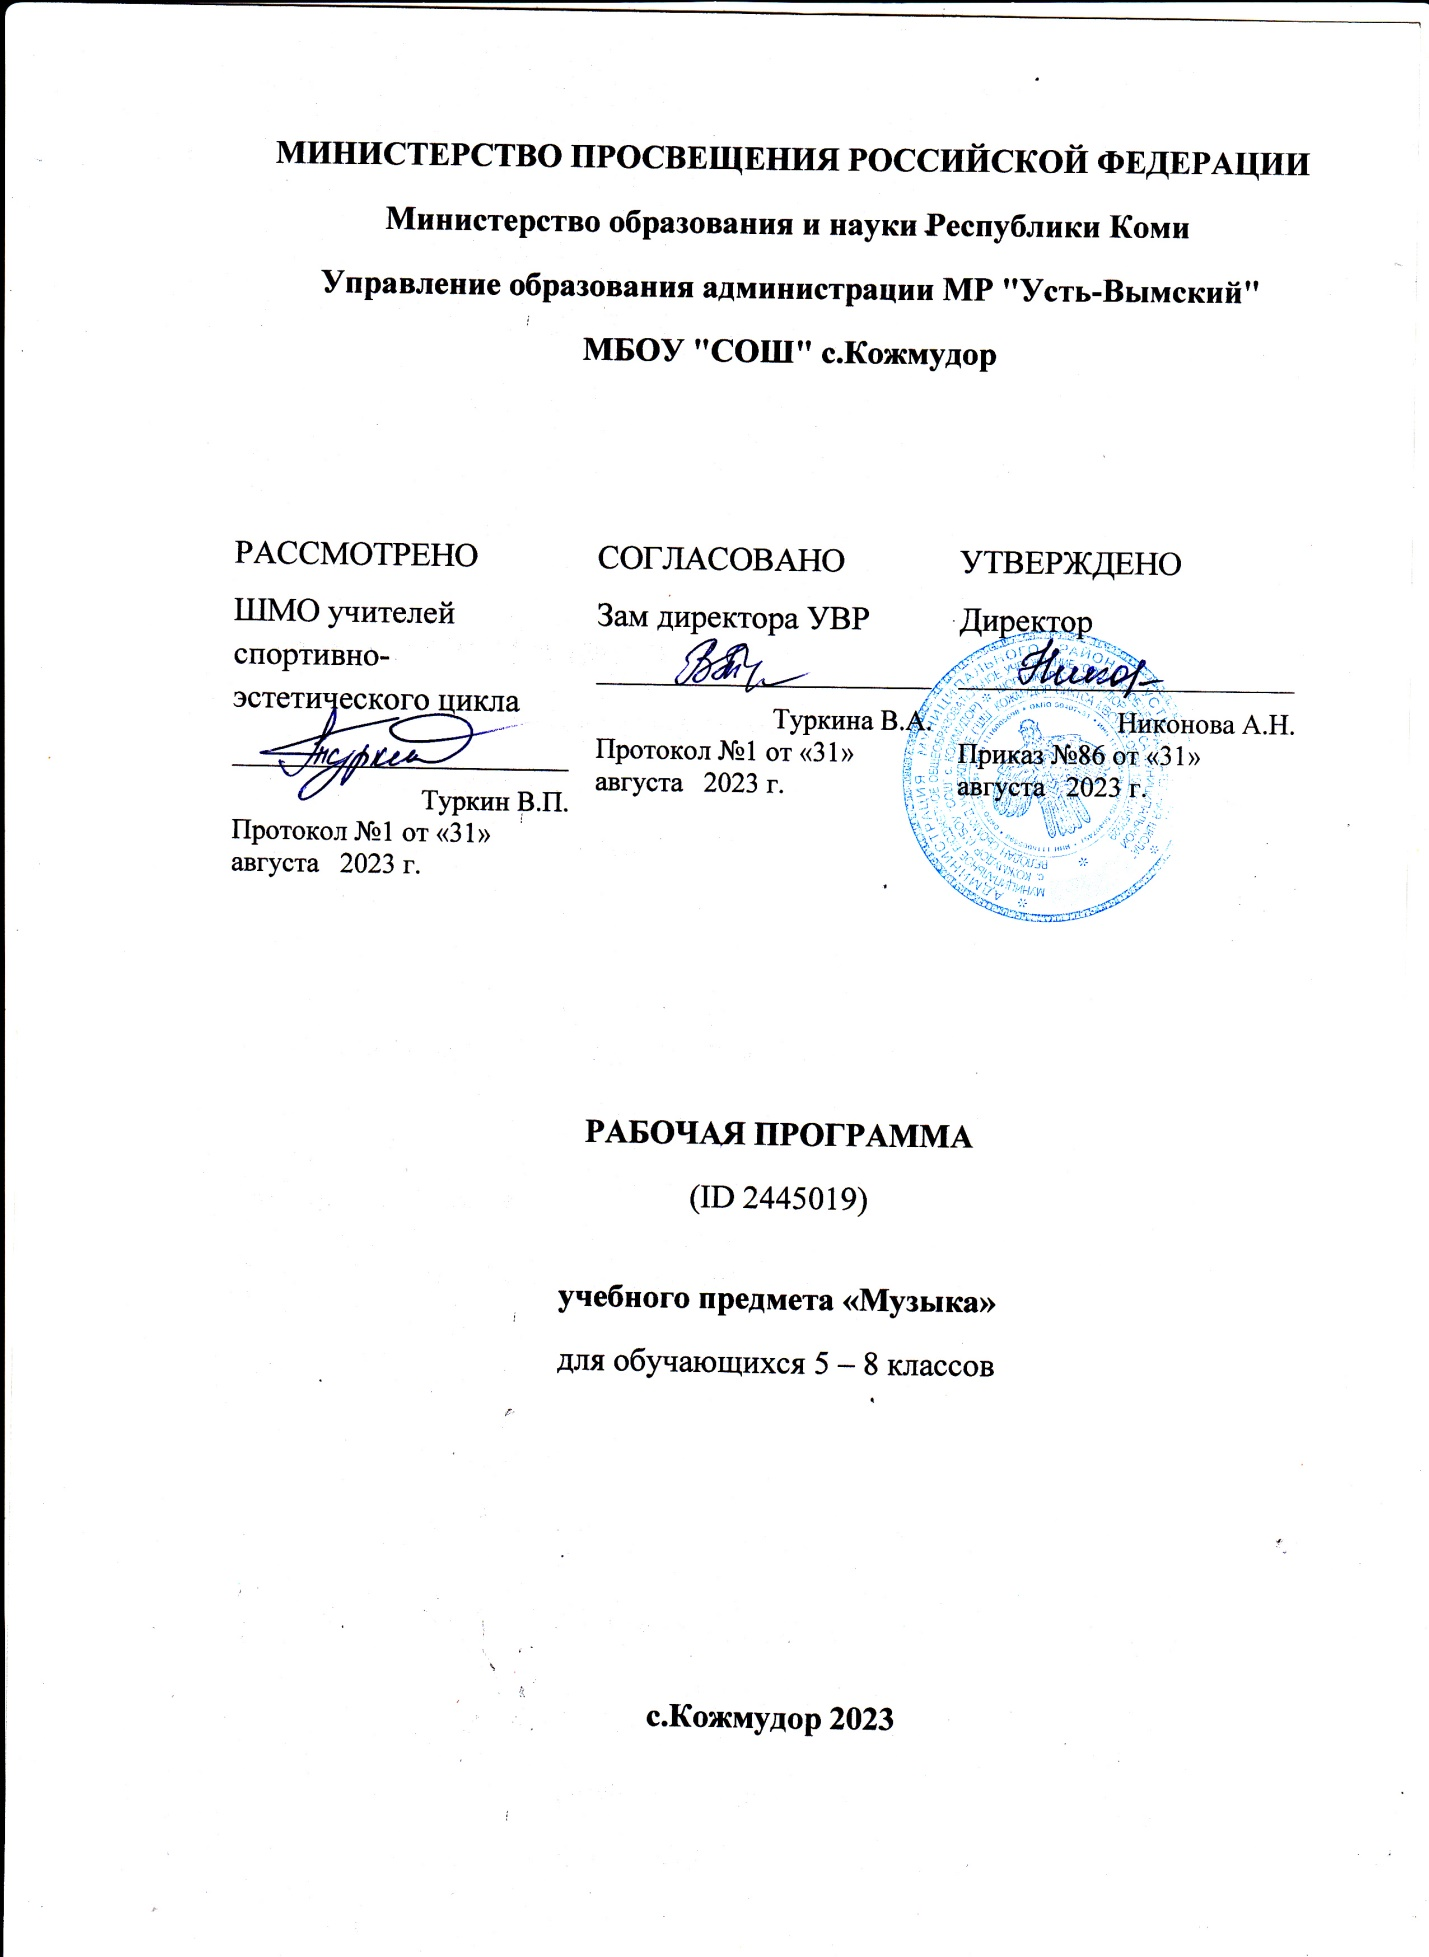 МИНИСТЕРСТВО ПРОСВЕЩЕНИЯ РОССИЙСКОЙ ФЕДЕРАЦИИ
Министерство образования и науки Республики Коми
Управление образования администрации МР "Усть-Вымский"
МБОУ "СОШ" с.Кожмудор
РАССМОТРЕНО
ШМО учителей
спортивно-
эстетического цикла
Туркин В.П.
Протокол №1 от «31»
августа 2023 г.
СОГЛАСОВАНО
Зам директора УВР
Туркина В.А.
Протокол №1 от «31»
августа 2023 г.
УТВЕРЖДЕНО
Директор
Никонова А.Н.
Приказ №86 от «31»
августа 2023 г.
РАБОЧАЯ ПРОГРАММА
(ID 2445019)
учебного предмета «Музыка»
для обучающихся 5 – 8 классов
с.Кожмудор 2023